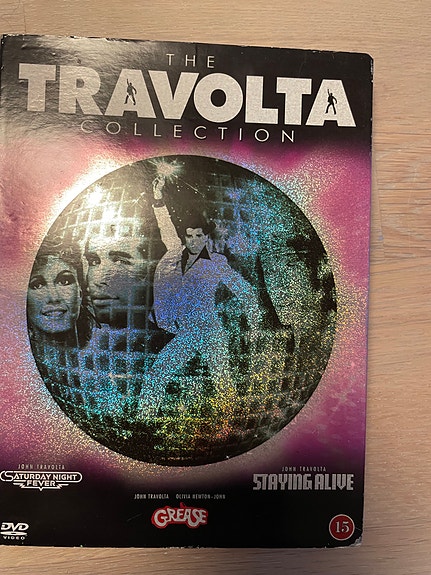 THE
TRAVOLTA
COLLECTION
JOHN TRAVOLTA
SATURDAY NIGHT
FEVER
JOHN TRAVOLTA
STAYING ALIVE
JOHN TRAVOLTA OLIVIA NEWTON-JOHN
GREASE
DVD
VIDEO
15